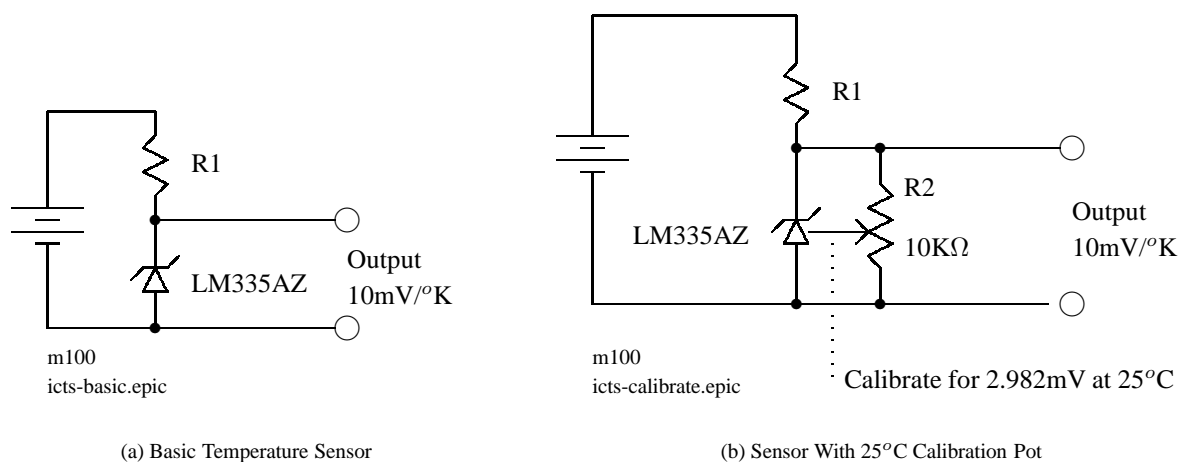 R1
LM335AZ
Output
10mV/°K
m100
icts-basic.epic
(a) Basic Temperature Sensor
R1
R2
LM335AZ
10KΩ
Output
10mV/°K
m100
icts-calibrate.epic
Calibrate for 2.982mV at 25°C
(b) Sensor With 25°C Calibration Pot